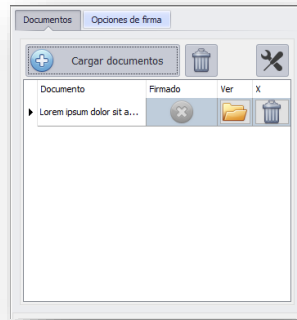 Documentos Opciones de firma
Cargar documentos
Documento Firmado Ver X
Lorem ipsum dolor sit a...